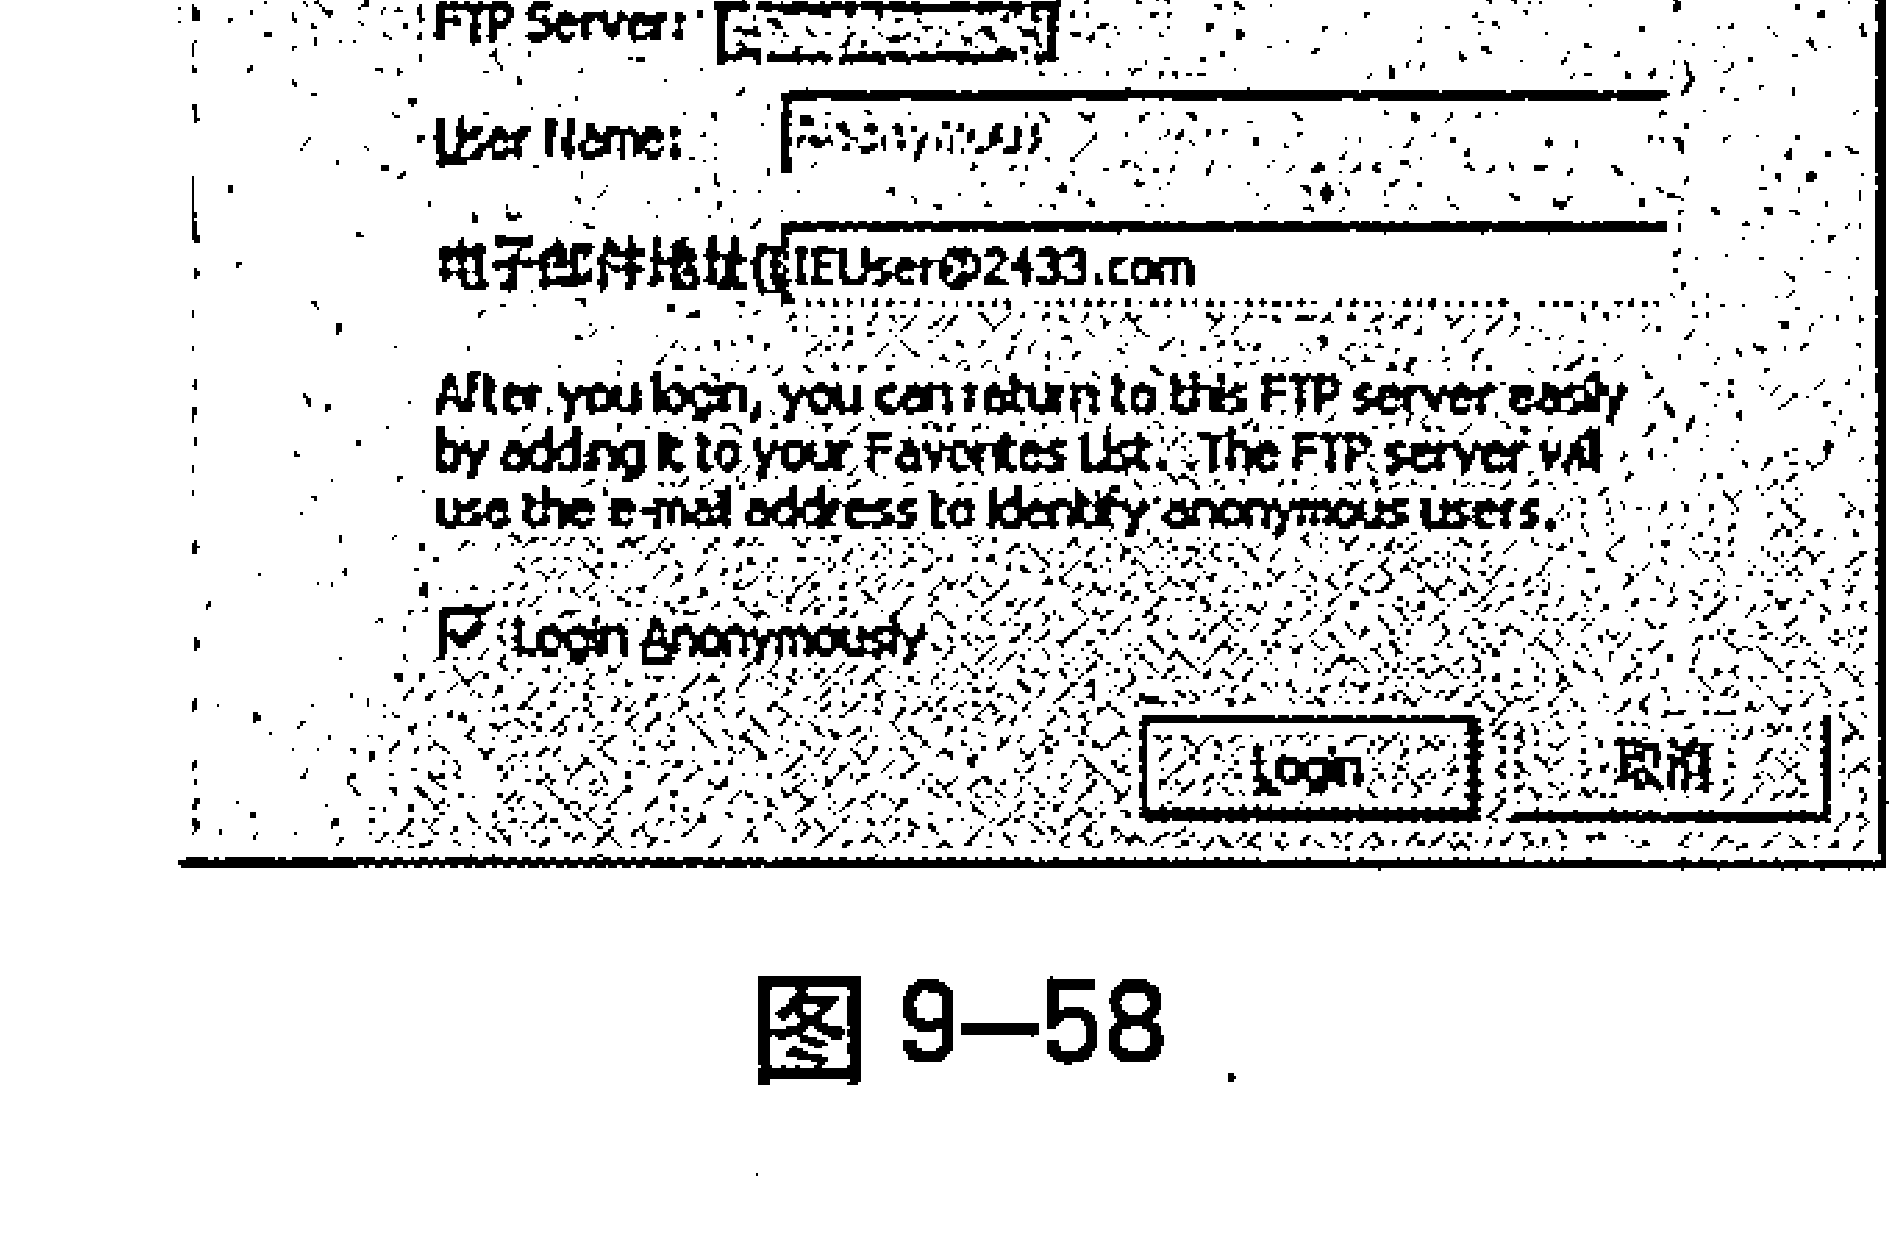 FTP Server:
User Name: Anonymous
电子邮件地址(E IEUser@2433.com
After you login, you can return to this FTP server easily
by adding it to your Favorites List. The FTP server will
use the e-mail address to identify anonymous users.
Login Anonymously
Login 取消
图 9—58